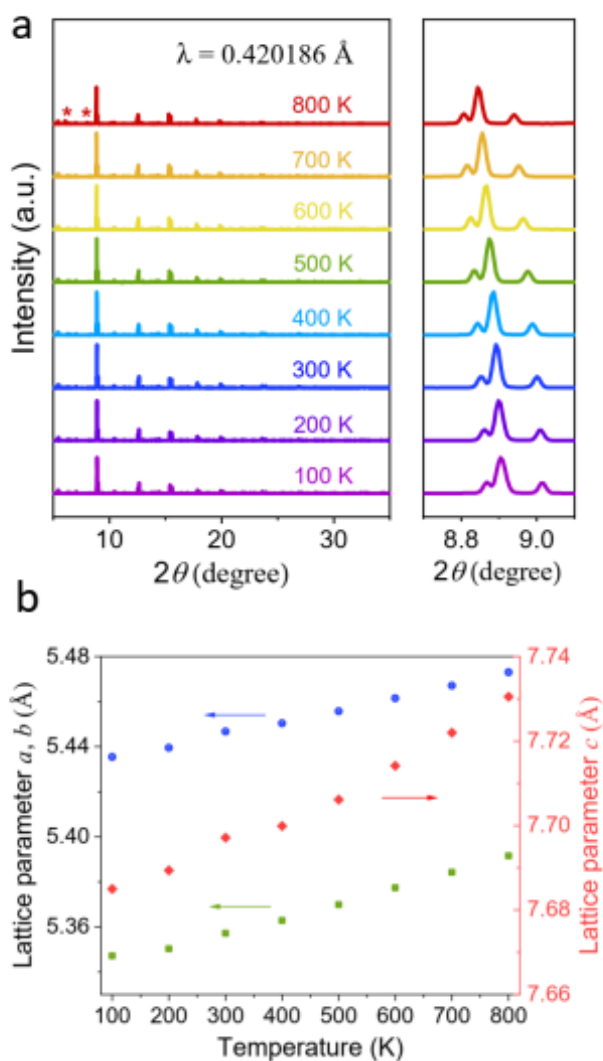 a
λ = 0.420186 Å
* *
800 K
700 K
600 K
500 K
400 K
300 K
200 K
100 K
Intensity (a.u.)
10 20 30
2θ (degree)
8.8 9.0
2θ (degree)
b
5.48
5.44
5.40
5.36
Lattice parameter a, b (Å)
7.74
7.72
7.70
7.68
7.66
Lattice parameter c (Å)
100 200 300 400 500 600 700 800
Temperature (K)